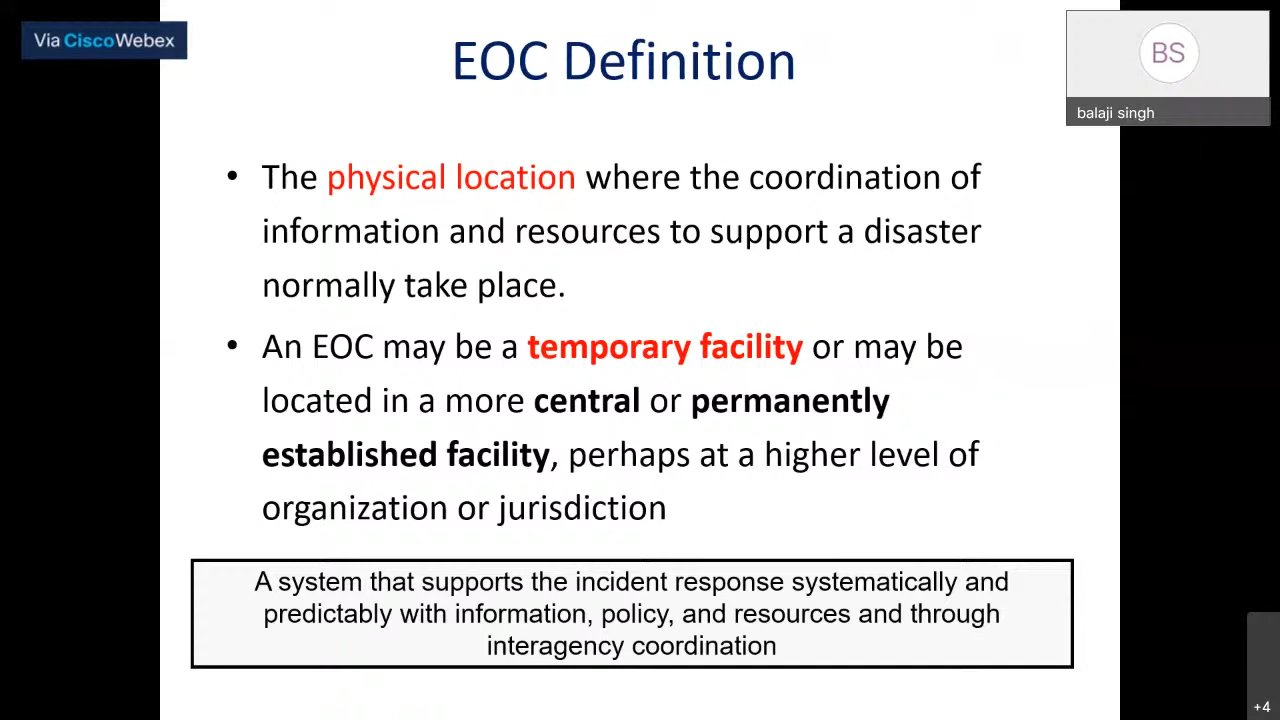 Via Cisco Webex
EOC Definition
BS
balaji singh
• The physical location where the coordination of
information and resources to support a disaster
normally take place.
• An EOC may be a temporary facility or may be
located in a more central or permanently
established facility, perhaps at a higher level of
organization or jurisdiction
A system that supports the incident response systematically and
predictably with information, policy, and resources and through
interagency coordination
+4